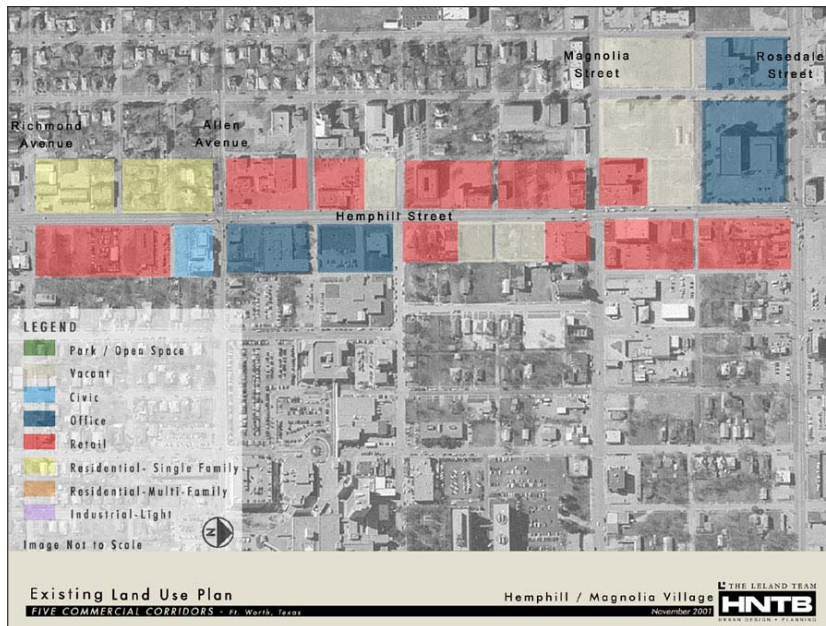 Magnolia
Street
Rosedale
Street
Richmond
Avenue
Allen
Avenue
Hemphill Street
LEGEND
Park / Open Space
Vacant
Civic
Office
Retail
Residential- Single Family
Residential-Multi-Family
Industrial-Light
N
Image Not to Scale
Existing Land Use Plan
FIVE COMMERCIAL CORRIDORS - Ft. Worth, Texas
Hemphill / Magnolia Village
November 2001
THE LELAND TEAM
HNTB
URBAN DESIGN • PLANNING